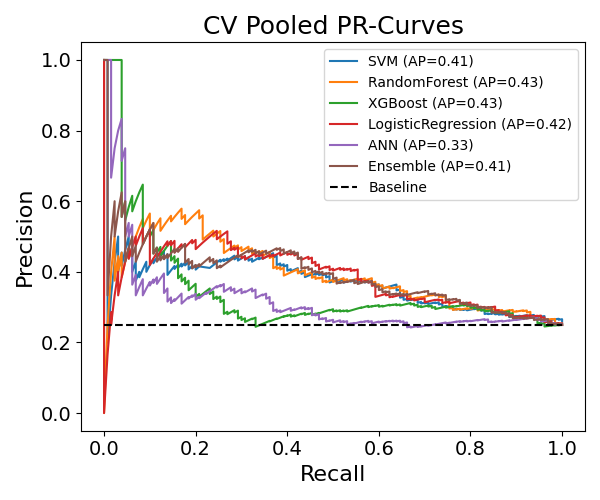 CV Pooled PR-Curves
SVM (AP=0.41)
RandomForest (AP=0.43)
XGBoost (AP=0.43)
LogisticRegression (AP=0.42)
ANN (AP=0.33)
Ensemble (AP=0.41)
Baseline
Precision
1.0
0.8
0.6
0.4
0.2
0.0
0.0 0.2 0.4 0.6 0.8 1.0
Recall